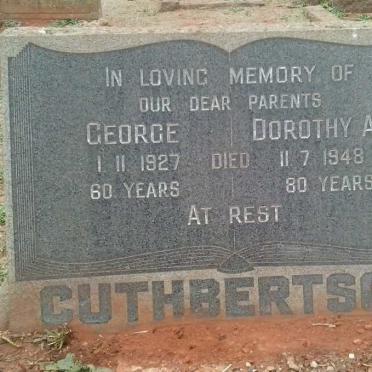 IN LOVING MEMORY OF
OUR DEAR PARENTS
GEORGE DOROTHY A
1 11 1927 DIED 11 7 1948
60 YEARS 80 YEARS
AT REST
CUTHBERTSO